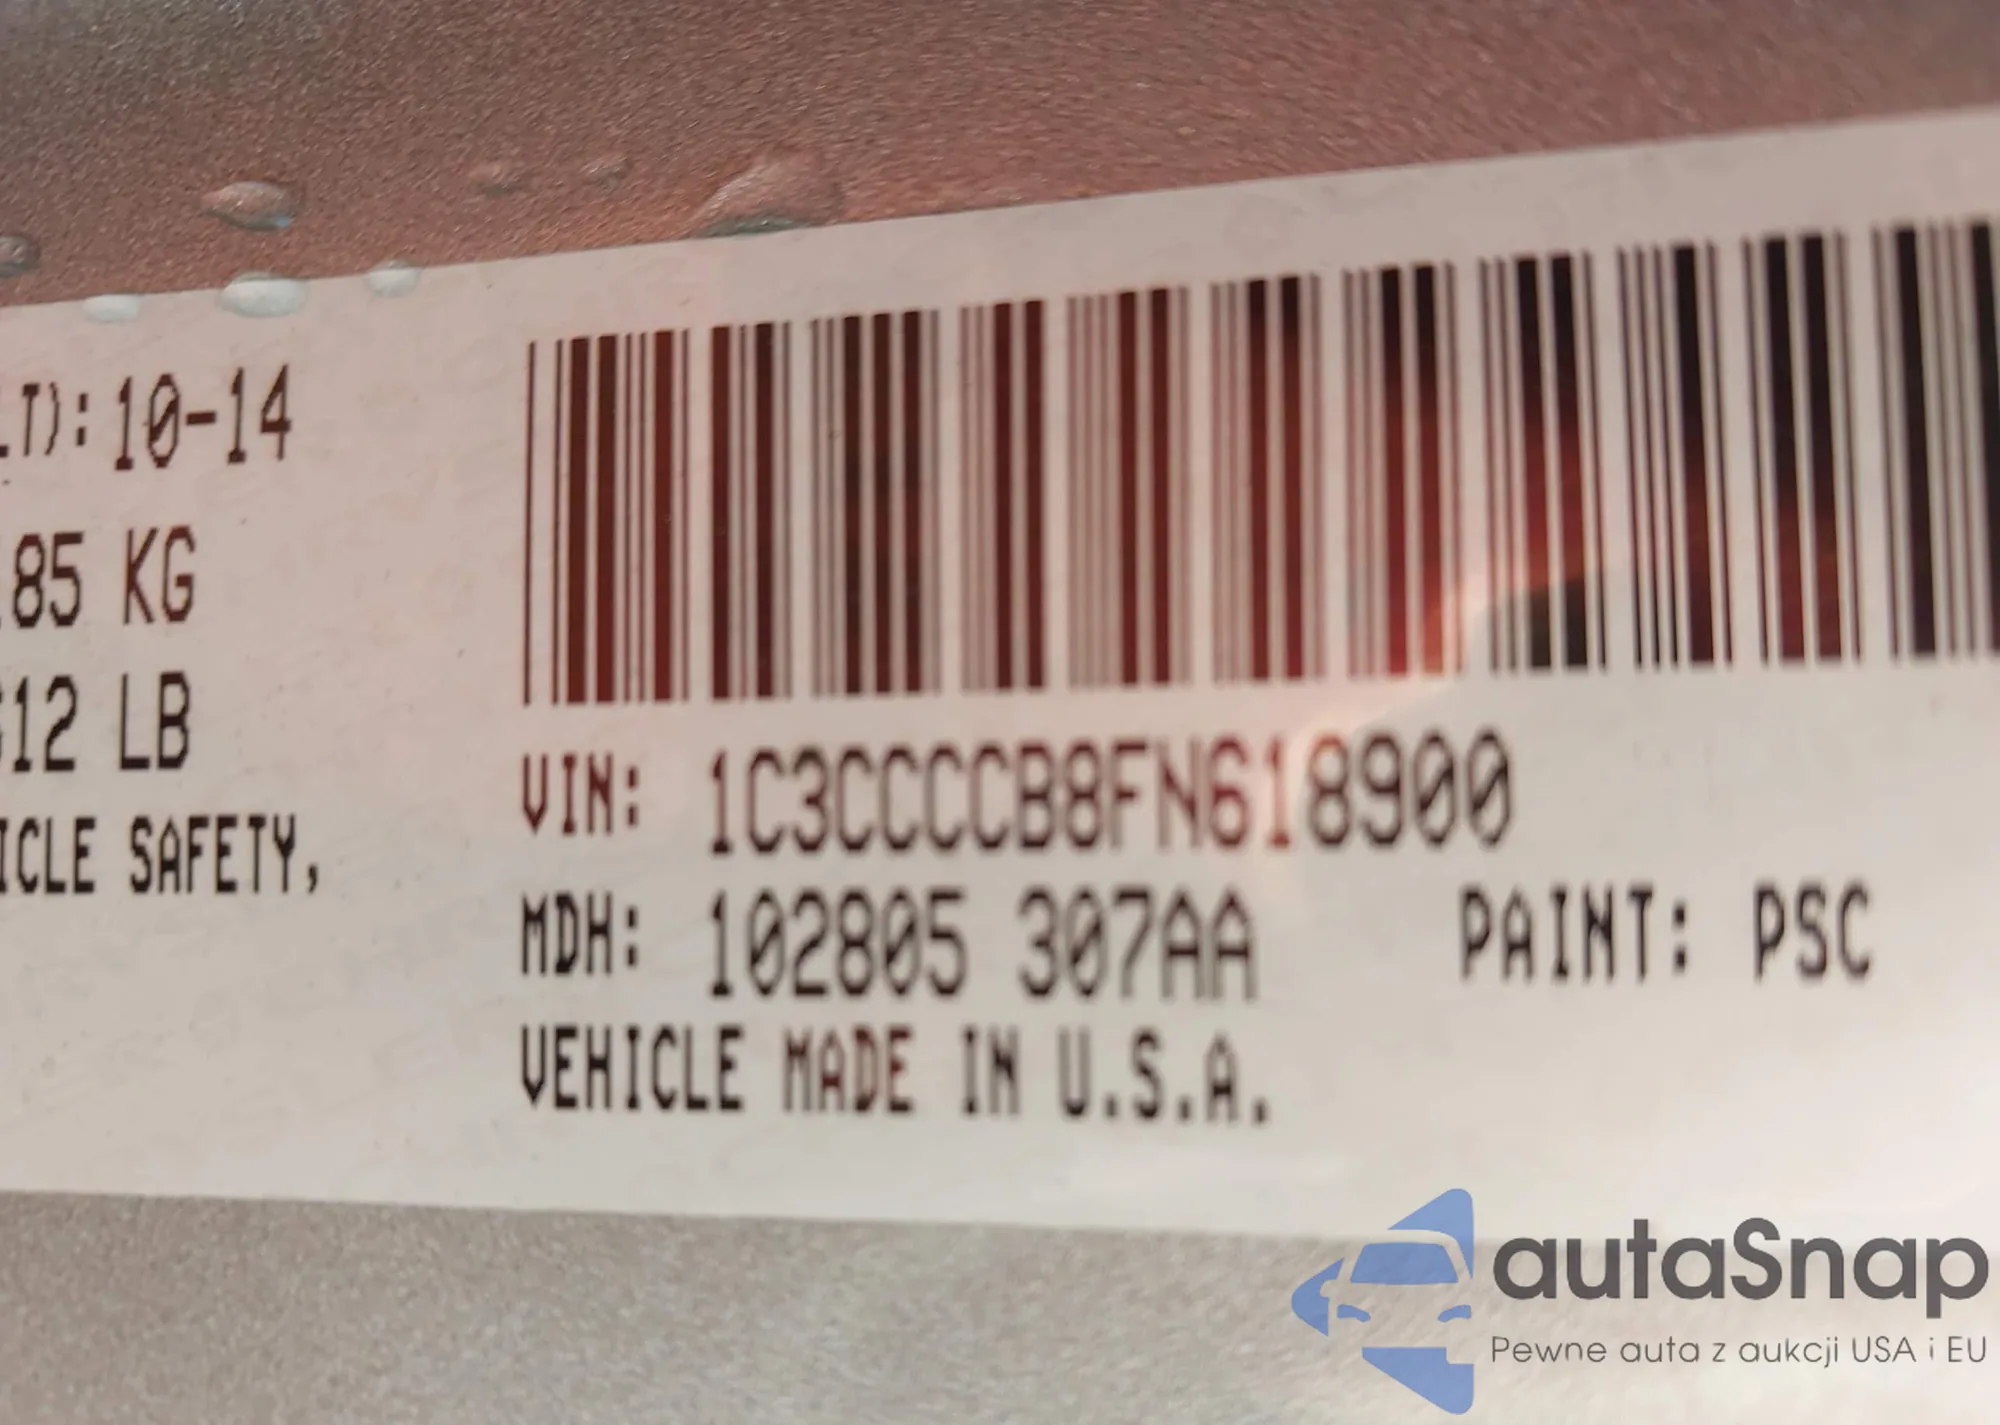 LT): 10-14
85 KG
12 LB
ICLE SAFETY,
VIN: 1C3CCCCB8FN618900
MDH: 102805 307AA PAINT: PSC
VEHICLE MADE IN U.S.A.
autaSnap
Pewne auta z aukcji USA i EU